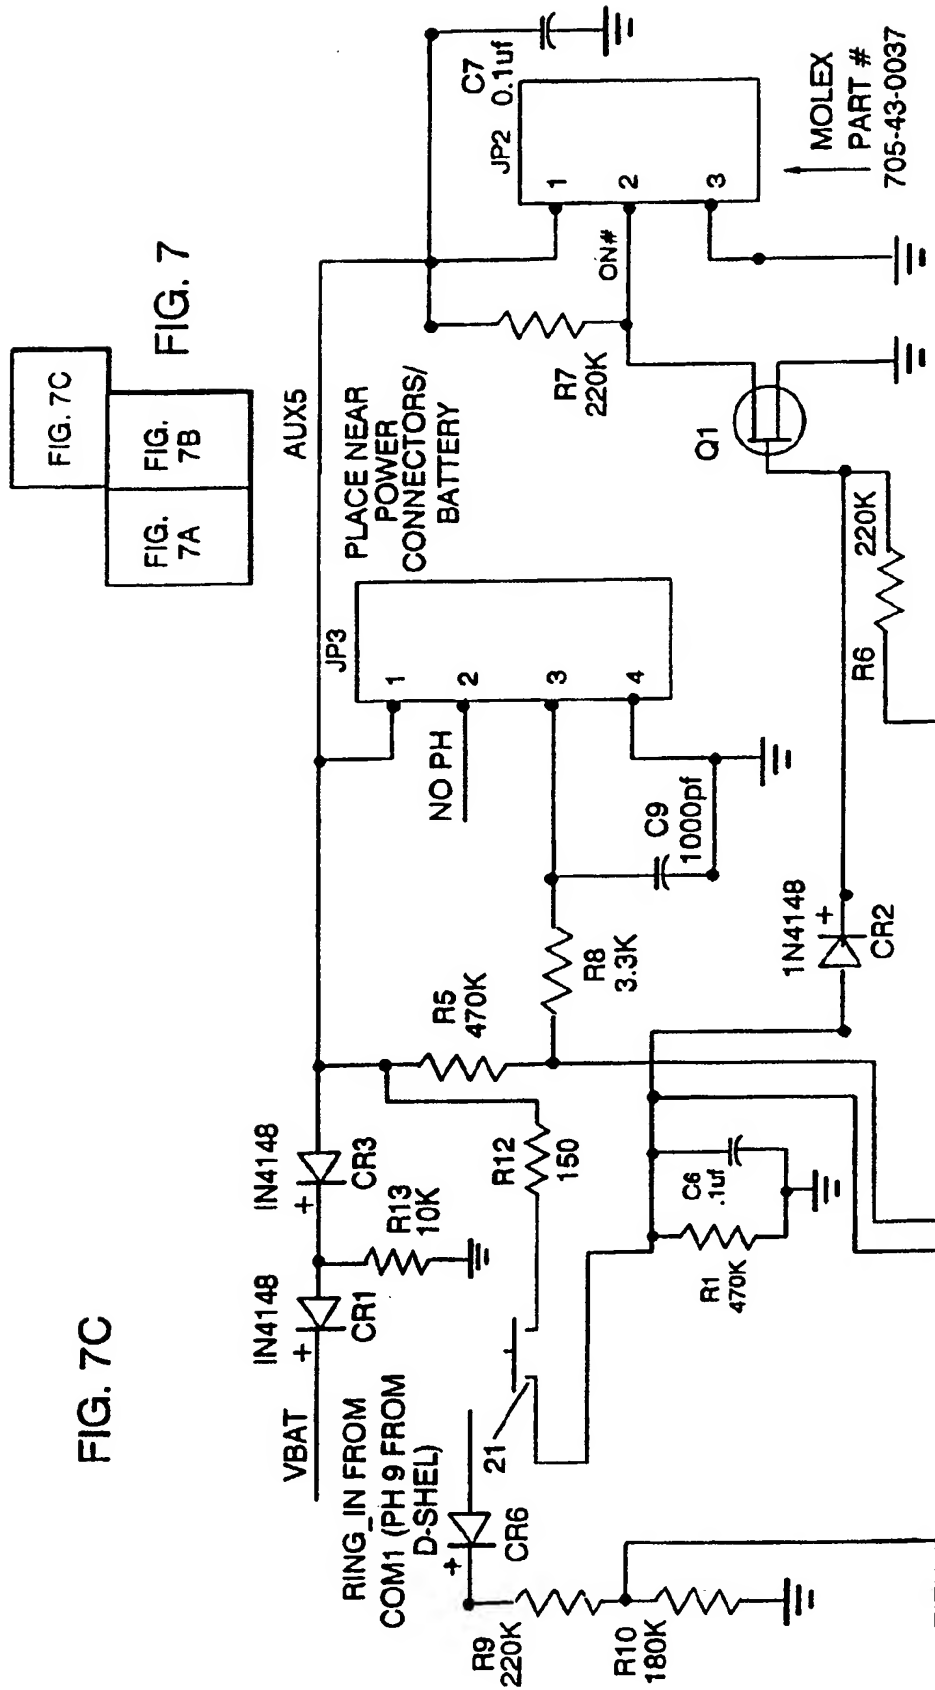 FIG. 7C
FIG. 7C
FIG.
7A
FIG.
7B
FIG. 7
VBAT
IN4148
+
CR1
IN4148
+
CR3
R13
10K
AUX5
RING_IN FROM
COM1 (PH 9 FROM
D-SHEL)
+
CR6
R9
220K
R10
180K
21
R12
150
R5
470K
R8
3.3K
C9
1000pf
NO PH
JP3
1
2
3
4
PLACE NEAR
POWER
CONNECTORS/
BATTERY
R1
470K
C6
.1uf
1N4148
+
CR2
R6
220K
Q1
R7
220K
ON#
JP2
1
2
3
C7
0.1uf
MOLEX
PART #
705-43-0037